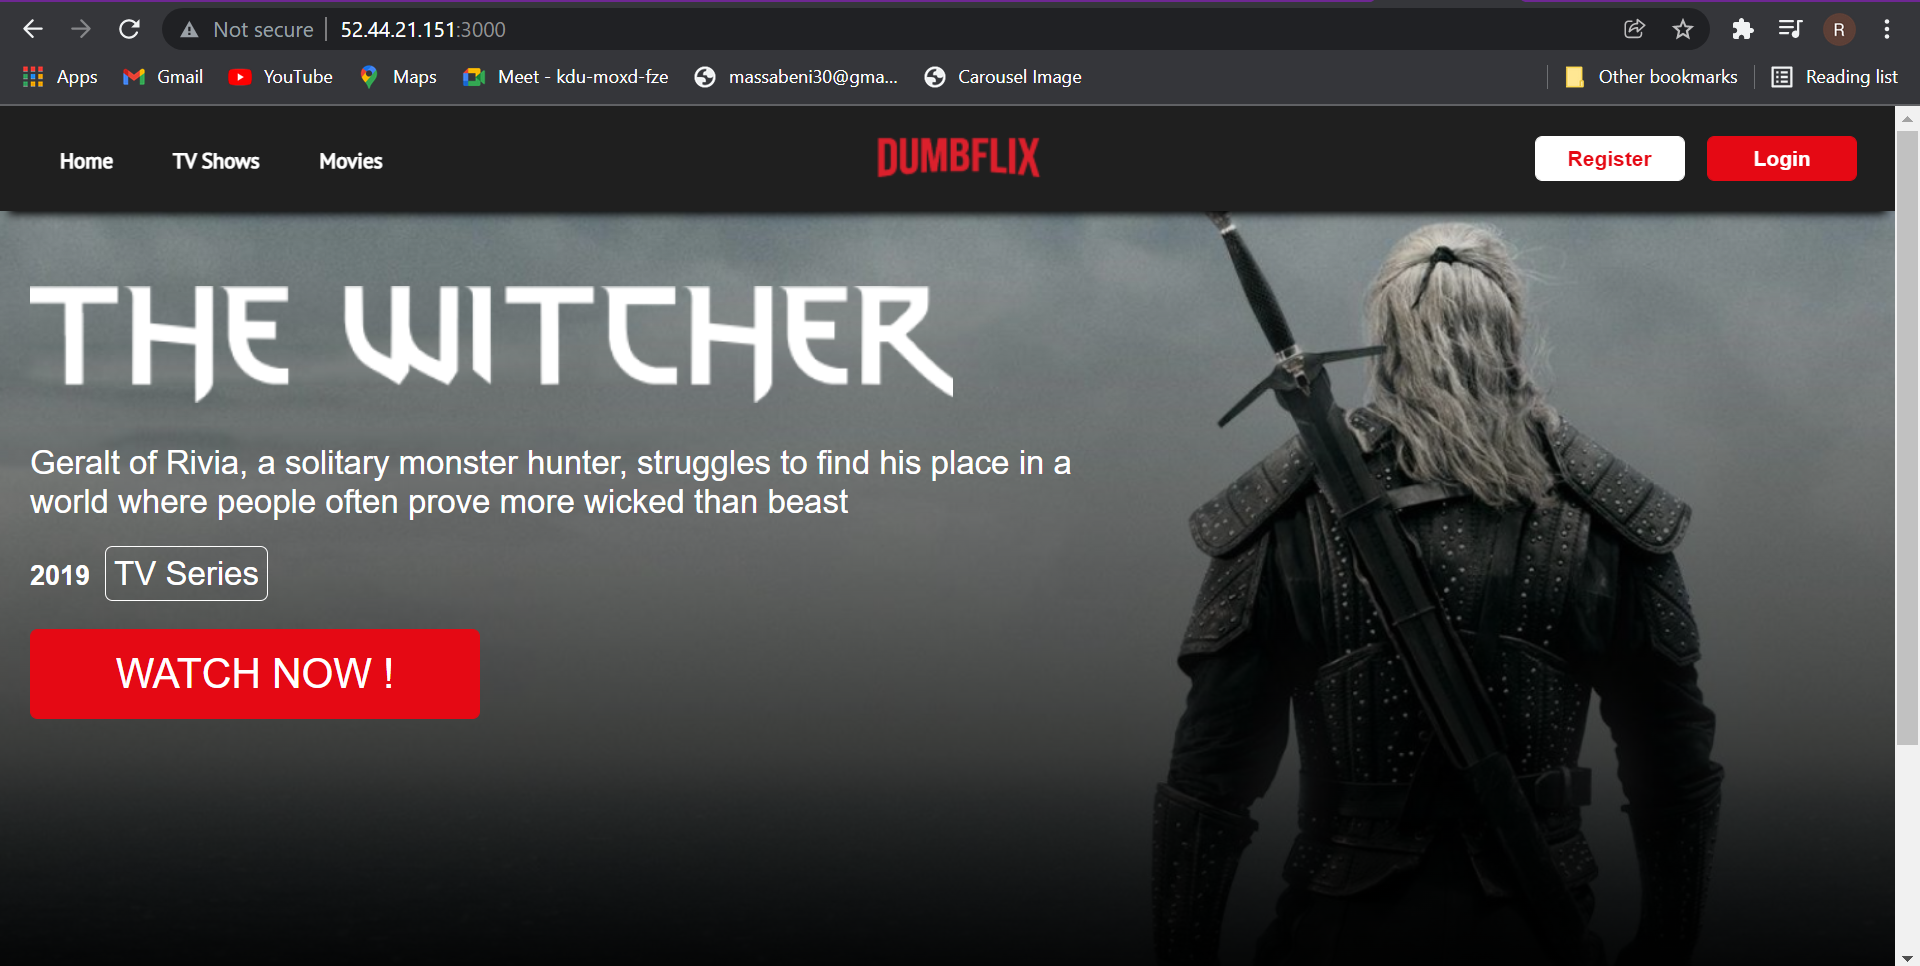 Not secure
52.44.21.151:3000
R
Apps
Gmail
YouTube
Maps
Meet - kdu-moxd-fze
massabeni30@gma...
Carousel Image
Other bookmarks
Reading list
Home
TV Shows
Movies
DUMBFLIX
Register
Login
THE WITCHER
Geralt of Rivia, a solitary monster hunter, struggles to find his place in a
world where people often prove more wicked than beast
2019
TV Series
WATCH NOW !